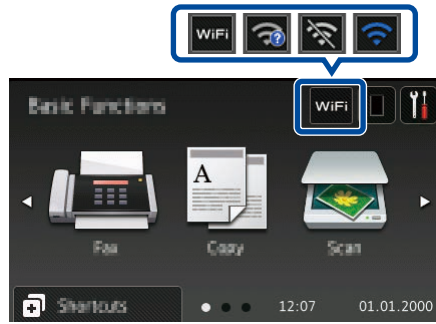 WiFi
Basic Functions
WiFi
A
Fax
Copy
Scan
Shortcuts
12:07
01.01.2000